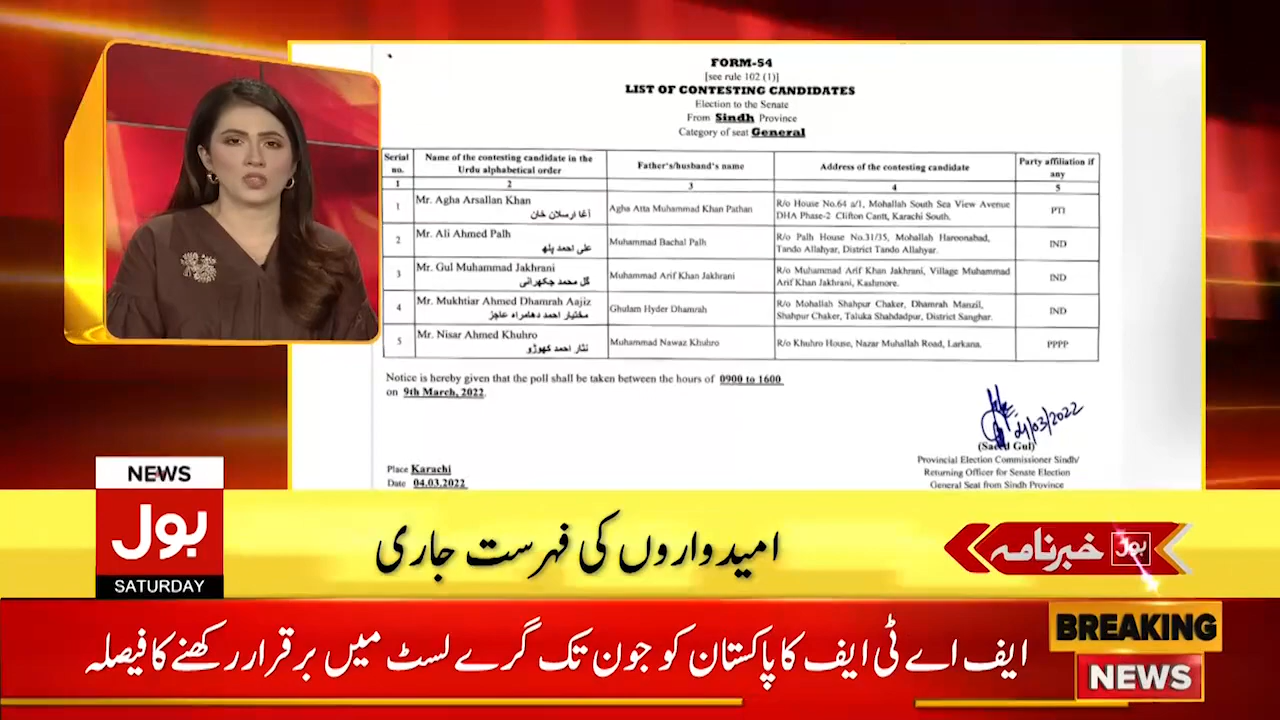 FORM-54
[see rule 102 (1)]
LIST OF CONTESTING CANDIDATES
Election to the Senate
From Sindh Province
Category of seat General
Serial no. Name of the contesting candidate in the Urdu alphabetical order Father's/husband's name Address of the contesting candidate Party affiliation if any
1 2 3 4 5
1 Mr. Agha Arsallan Khan آغا ارسلان خان Agha Atta Muhammad Khan Pathan R/o House No.64 a/1, Mohallah South Sea View Avenue DHA Phase-2 Clifton Cantt, Karachi South. PTI
2 Mr. Ali Ahmed Palh علی احمد پلھ Muhammad Bachal Palh R/o Palh House No.31/35, Mohallah Haroonabad, Tando Allahyar, District Tando Allahyar. IND
3 Mr. Gul Muhammad Jakhrani گل محمد جکھرانی Muhammad Arif Khan Jakhrani R/o Muhammad Arif Khan Jakhrani, Village Muhammad Arif Khan Jakhrani, Kashmore. IND
4 Mr. Mukhtiar Ahmed Dhamrah Aajiz مختیار احمد دھامراہ عاجز Ghulam Hyder Dhamrah R/o Mohallah Shahpur Chaker, Dhamrah Manzil, Shahpur Chaker, Taluka Shahdadpur, District Sanghar. IND
5 Mr. Nisar Ahmed Khuhro نثار احمد کھوڑو Muhammad Nawaz Khuhro R/o Khuhro House, Nazar Muhallah Road, Larkana. PPPP
Notice is hereby given that the poll shall be taken between the hours of 0900 to 1600
on 9th March, 2022.
04/03/2022
(Saeed Gul)
Provincial Election Commissioner Sindh/
Returning Officer for Senate Election
General Seat from Sindh Province
Place Karachi
Date 04.03.2022
NEWS
بول
SATURDAY
امیدواروں کی فہرست جاری
بول خبرنامہ
ایف اے ٹی ایف کا پاکستان کو جون تک گرے لسٹ میں برقرار رکھنے کا فیصلہ
BREAKING
NEWS